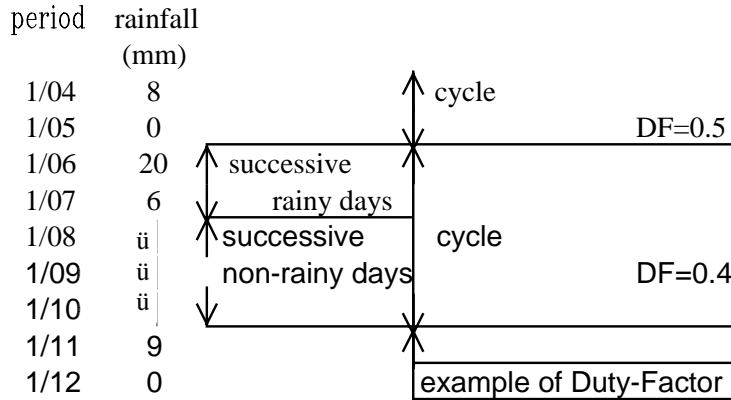 period rainfall
(mm)
1/04 8 cycle
1/05 0 DF=0.5
1/06 20 successive
1/07 6 rainy days
1/08 ü successive cycle
1/09 ü non-rainy days DF=0.4
1/10 ü
1/11 9
1/12 0 example of Duty-Factor